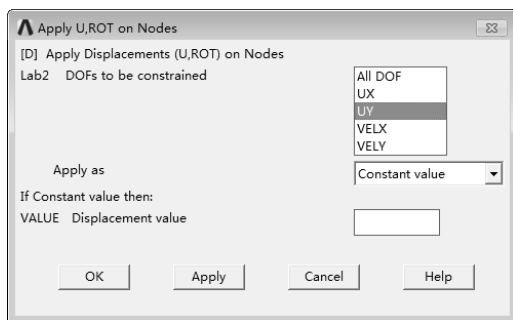 Apply U,ROT on Nodes
[D] Apply Displacements (U,ROT) on Nodes
Lab2 DOFs to be constrained
All DOF
UX
UY
VELX
VELY
Apply as
Constant value
If Constant value then:
VALUE Displacement value
OK Apply Cancel Help